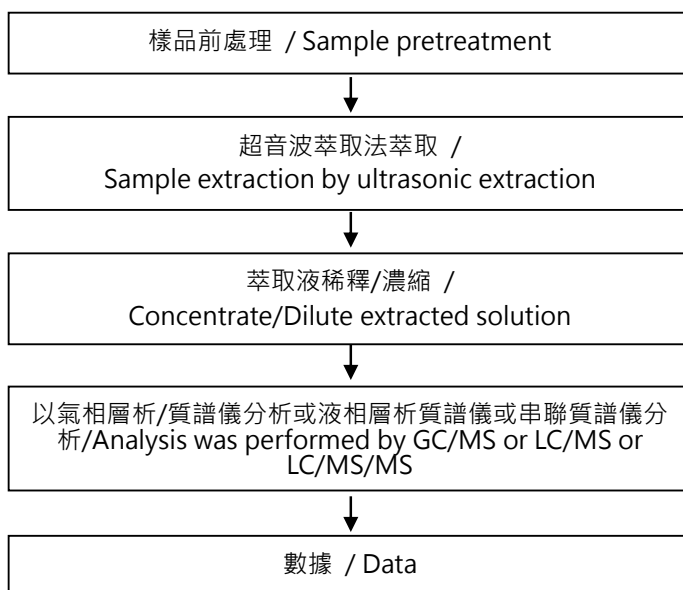 樣品前處理 / Sample pretreatment
超音波萃取法萃取 /
Sample extraction by ultrasonic extraction
萃取液稀釋/濃縮 /
Concentrate/Dilute extracted solution
以氣相層析/質譜儀分析或液相層析質譜儀或串聯質譜儀分
析/Analysis was performed by GC/MS or LC/MS or
LC/MS/MS
數據 / Data